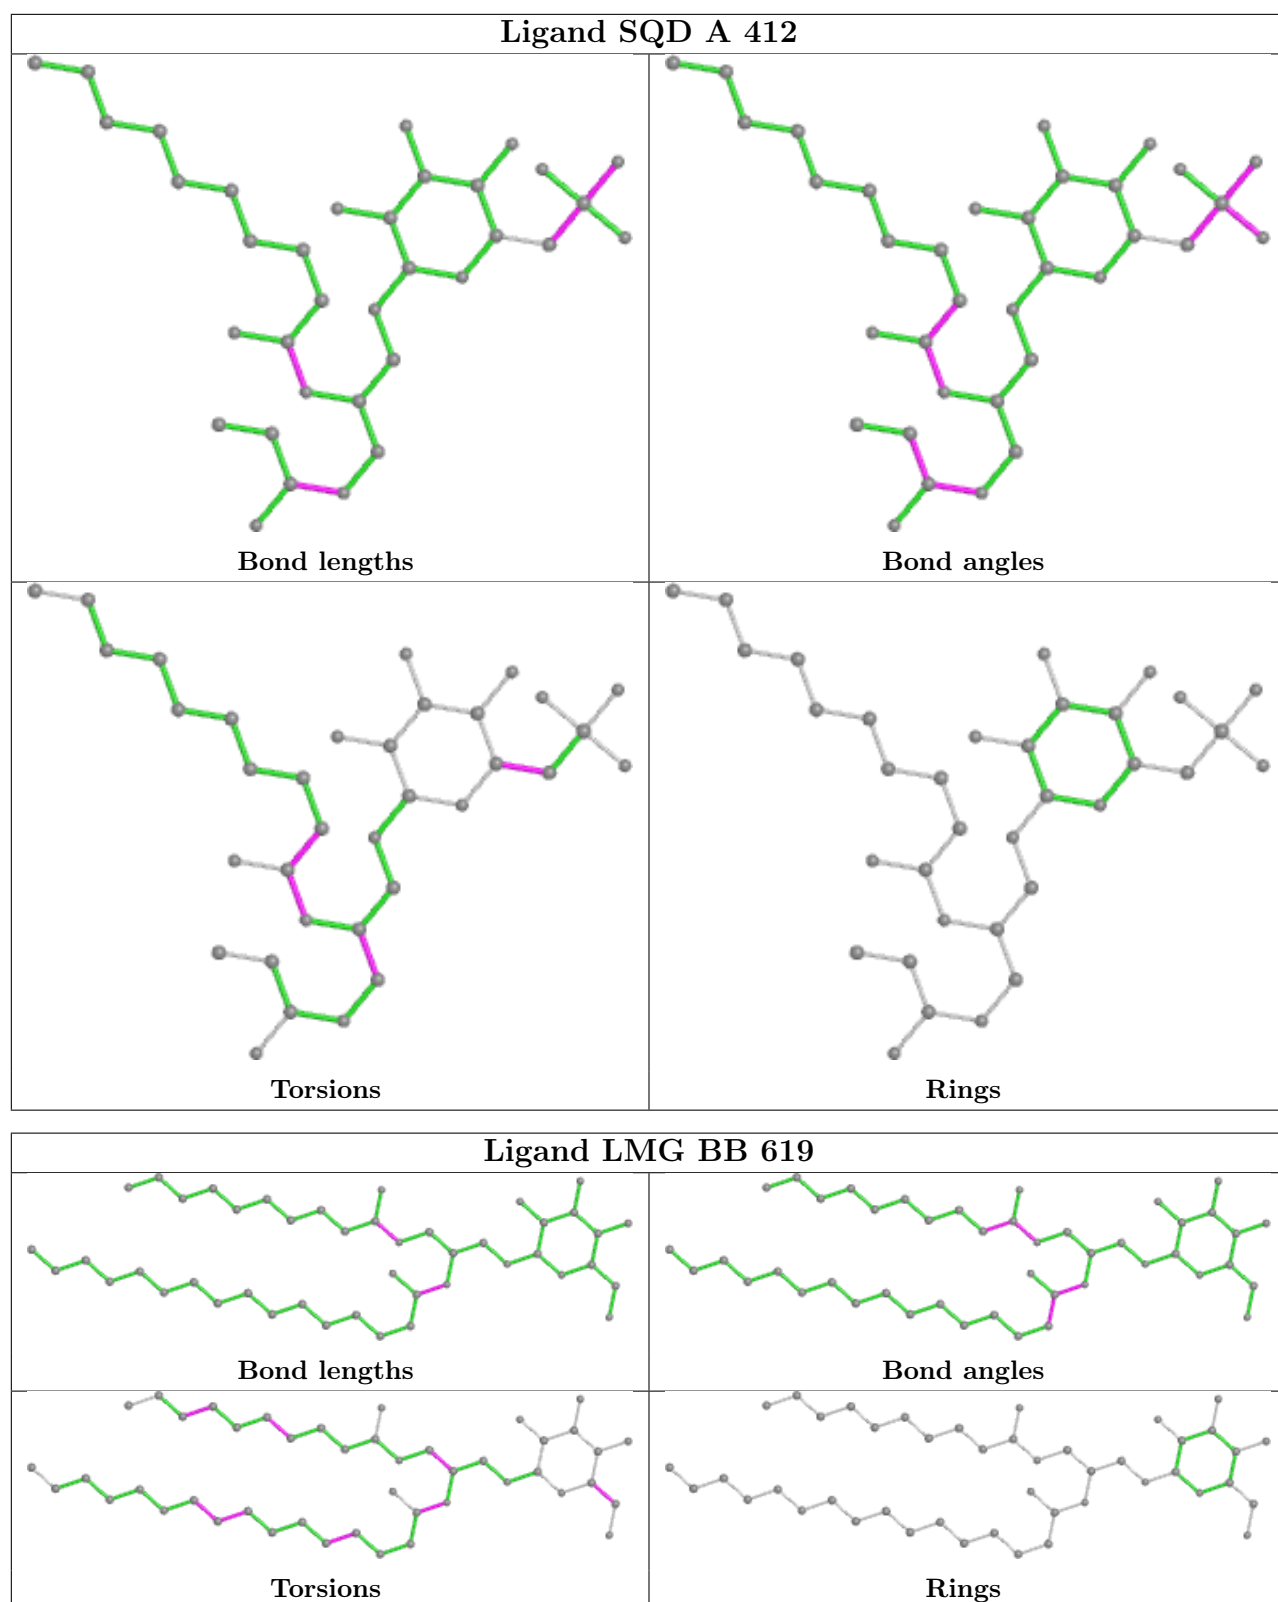 Ligand SQD A 412
Bond lengths
Bond angles
Torsions
Rings
Ligand LMG BB 619
Bond lengths
Bond angles
Torsions
Rings